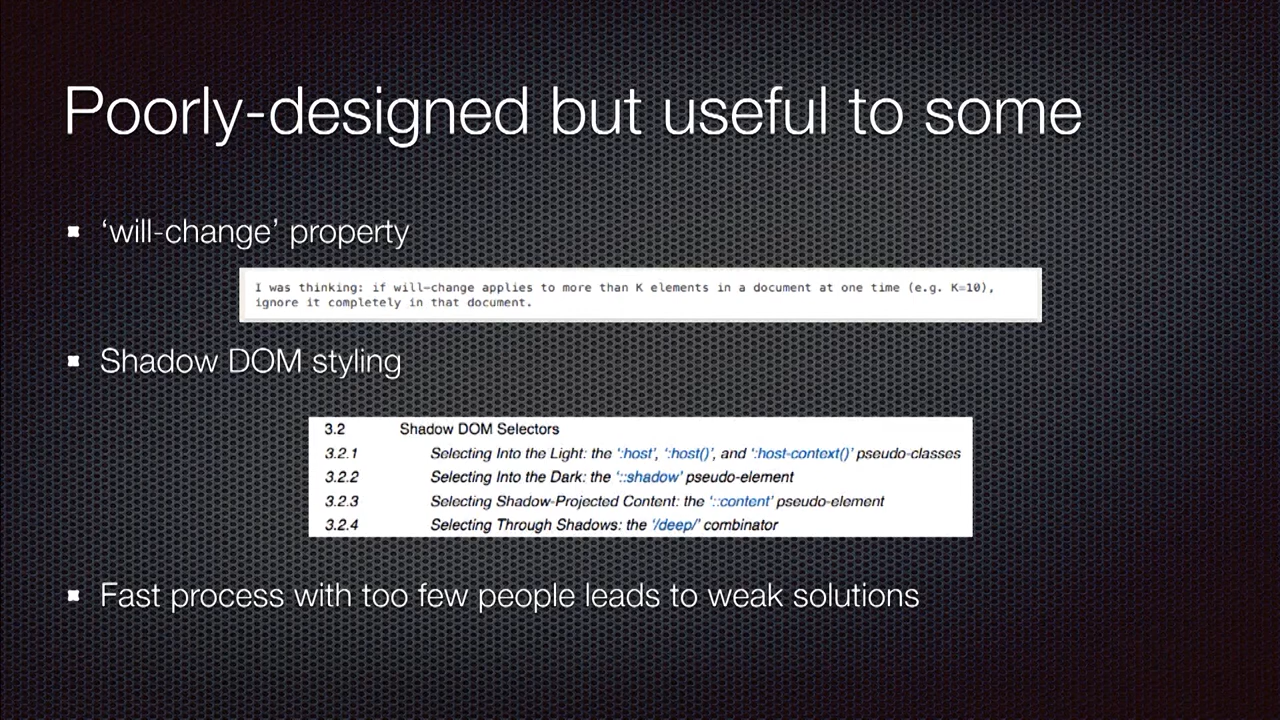 Poorly-designed but useful to some
‘will-change’ property
I was thinking: if will-change applies to more than K elements in a document at one time (e.g. K=10),
ignore it completely in that document.
Shadow DOM styling
3.2 Shadow DOM Selectors
3.2.1 Selecting Into the Light: the ‘:host’, ‘:host()’, and ‘:host-context()’ pseudo-classes
3.2.2 Selecting Into the Dark: the ‘::shadow’ pseudo-element
3.2.3 Selecting Shadow-Projected Content: the ‘::content’ pseudo-element
3.2.4 Selecting Through Shadows: the ‘/deep/’ combinator
Fast process with too few people leads to weak solutions